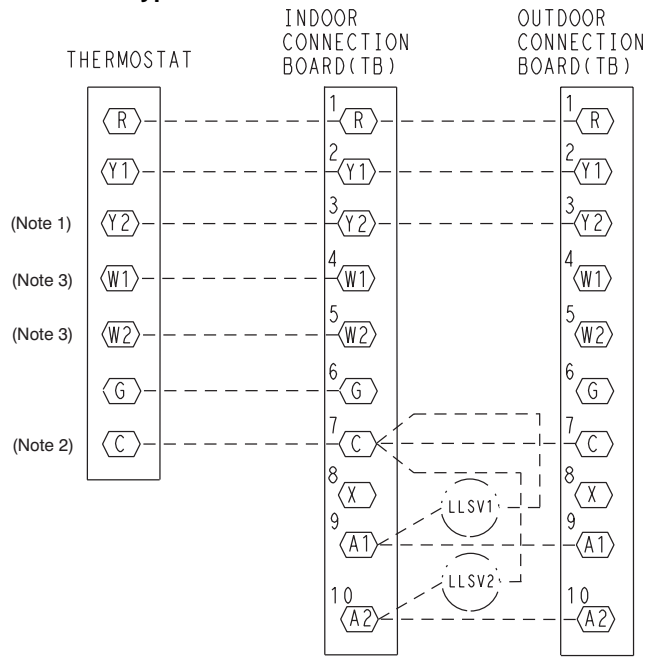 INDOOR
CONNECTION
BOARD(TB)
OUTDOOR
CONNECTION
BOARD(TB)
THERMOSTAT
R 1 R 1 R
Y1 2 Y1 2 Y1
(Note 1) Y2 3 Y2 3 Y2
(Note 3) W1 4 W1 4 W1
(Note 3) W2 5 W2 5 W2
G 6 G 6 G
(Note 2) C 7 C 7 C
8 X 8 X
LLSV1
9 A1 9 A1
LLSV2
10 A2 10 A2